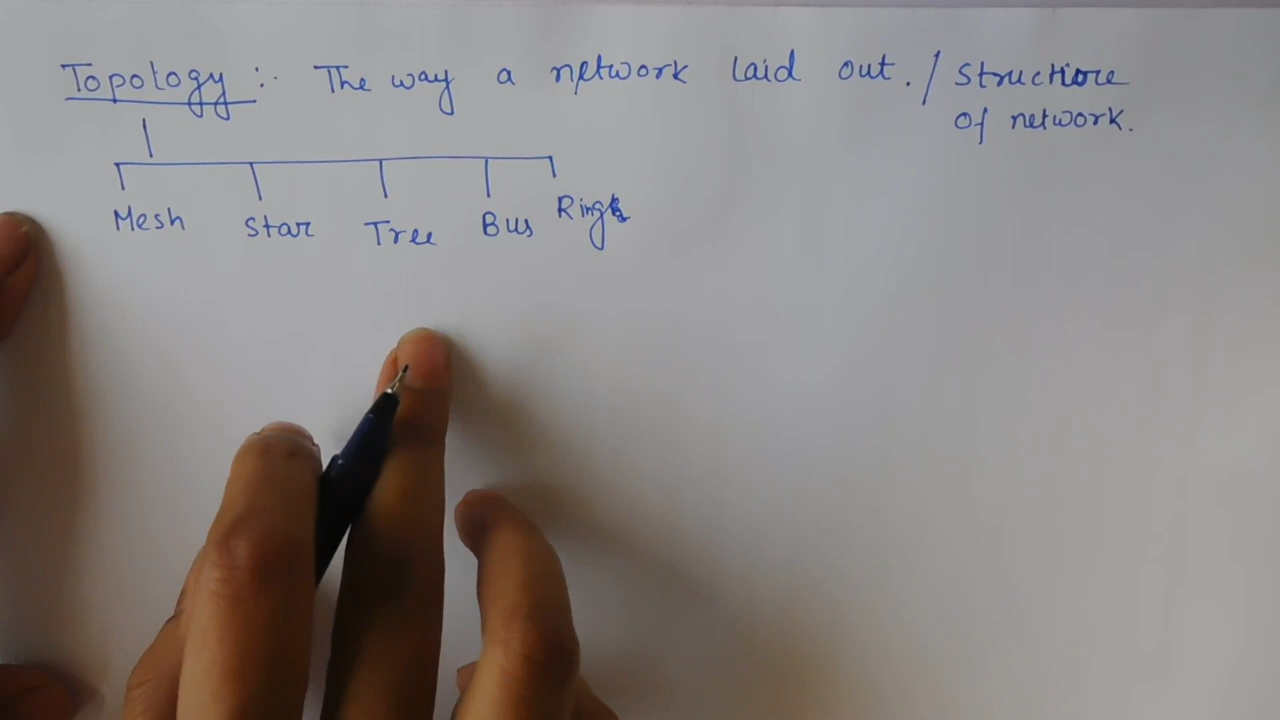 Topology :- The way a network laid out. / Structure
of network.
Mesh Star Tree Bus Ring